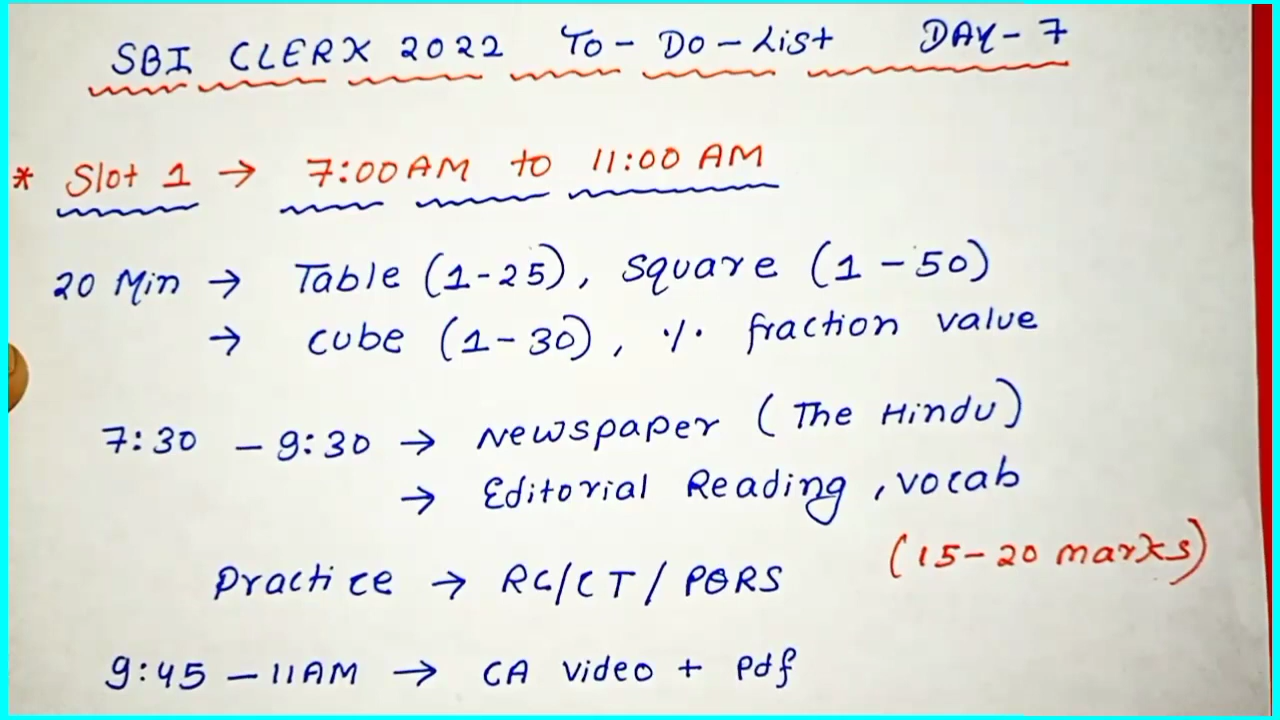 SBI CLERK 2022 To-Do-List DAY-7
* Slot 1 → 7:00 AM to 11:00 AM
20 Min → Table (1-25), square (1-50)
→ cube (1-30), % fraction value
7:30 - 9:30 → Newspaper (The Hindu)
→ Editorial Reading, vocab
(15-20 marks)
Practice → RC/CT/PQRS
9:45 - 11AM → CA video + pdf